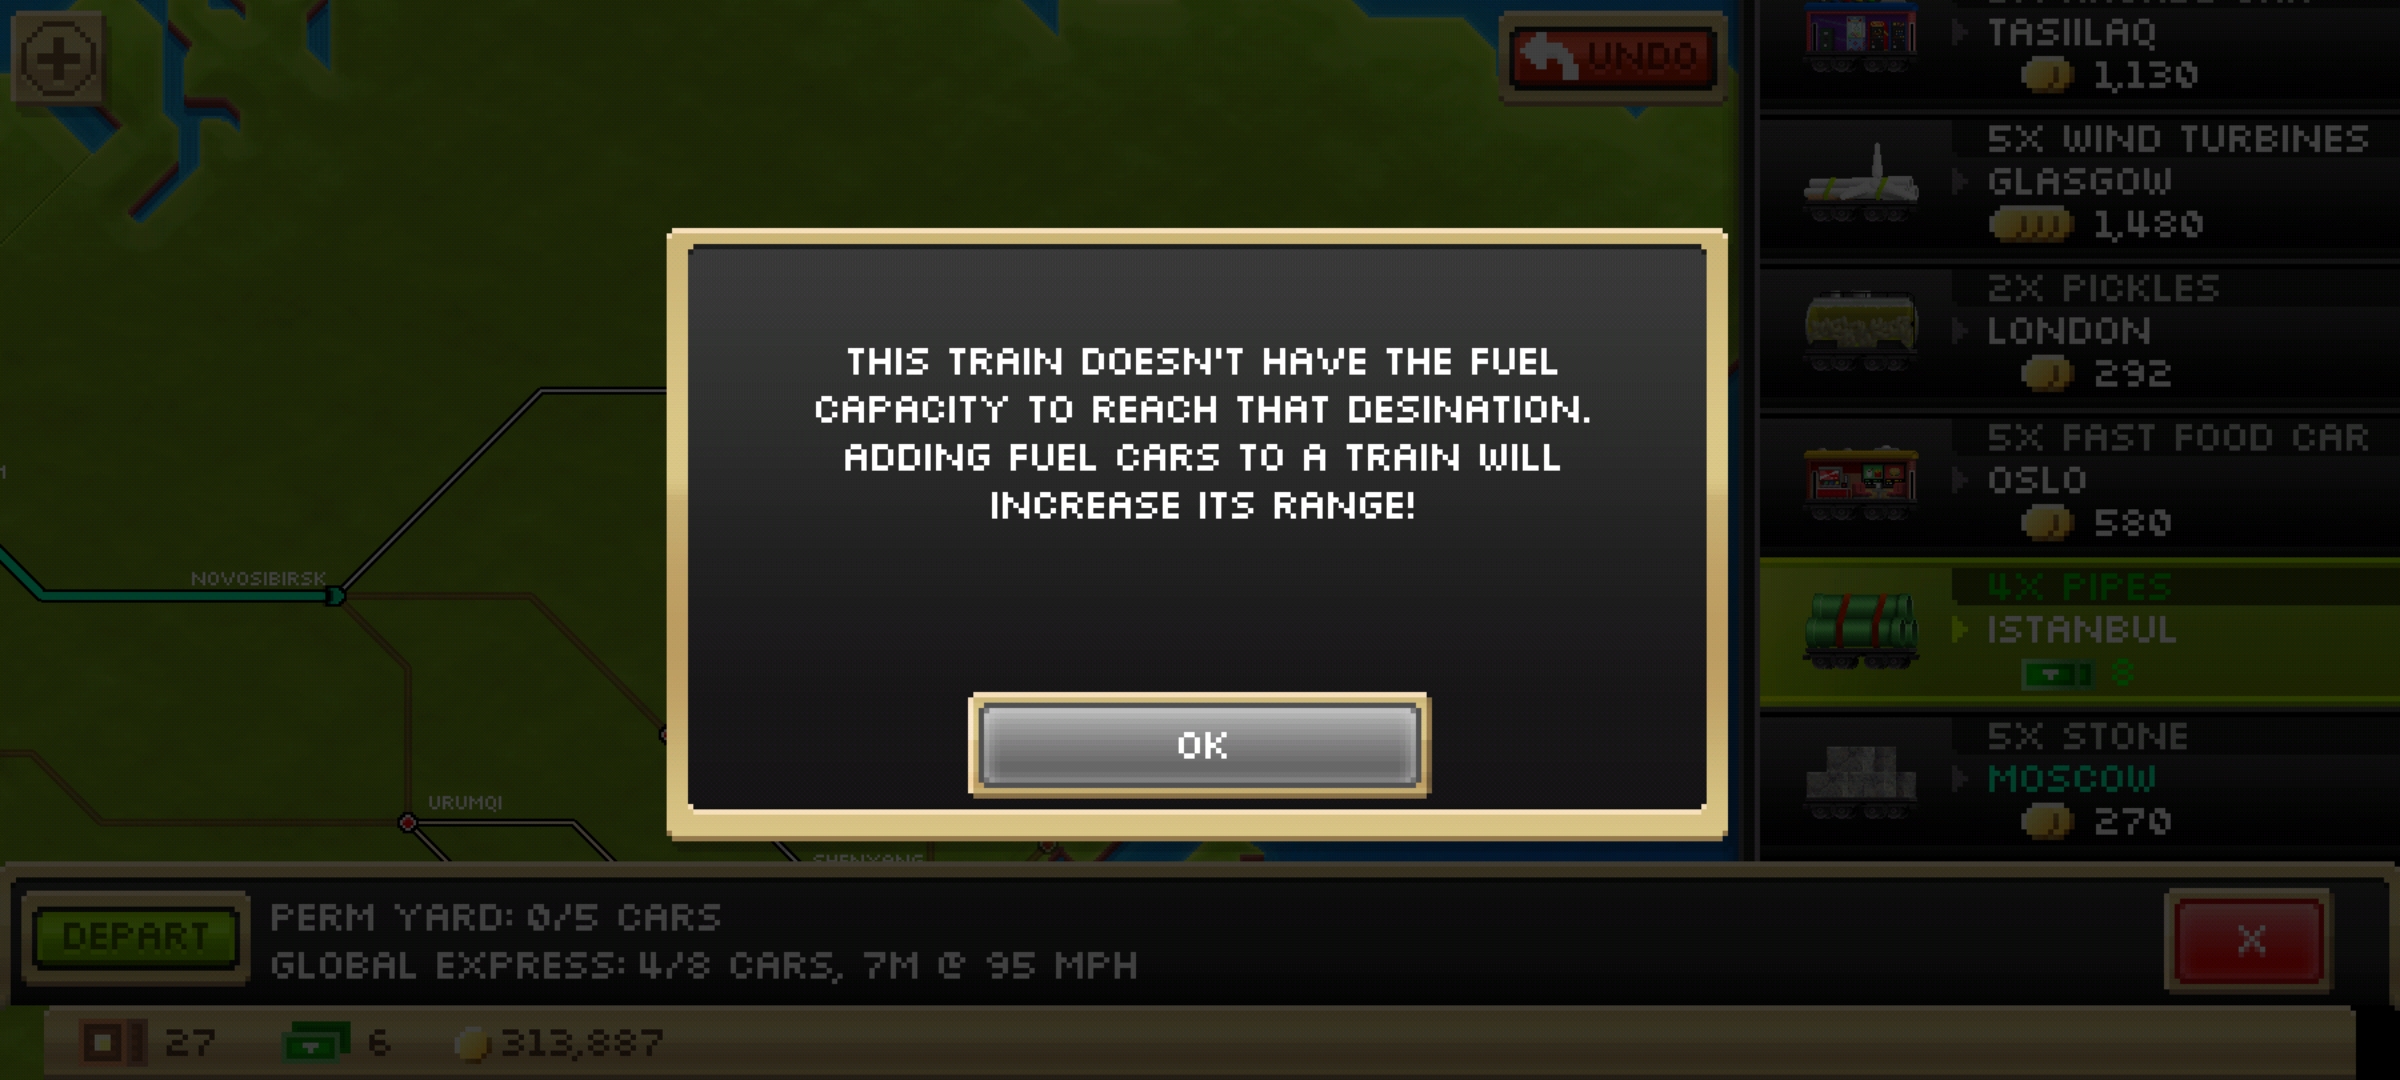 UNDO
TASIILAQ
1,130
5X WIND TURBINES
GLASGOW
1,480
2X PICKLES
LONDON
292
5X FAST FOOD CAR
OSLO
580
4X PIPES
ISTANBUL
8
5X STONE
MOSCOW
270
THIS TRAIN DOESN'T HAVE THE FUEL
CAPACITY TO REACH THAT DESINATION.
ADDING FUEL CARS TO A TRAIN WILL
INCREASE ITS RANGE!
OK
NOVOSIBIRSK
URUMQI
SHENYANG
DEPART
PERM YARD: 0/5 CARS
GLOBAL EXPRESS: 4/8 CARS, 7M @ 95 MPH
X
27
6
313,887